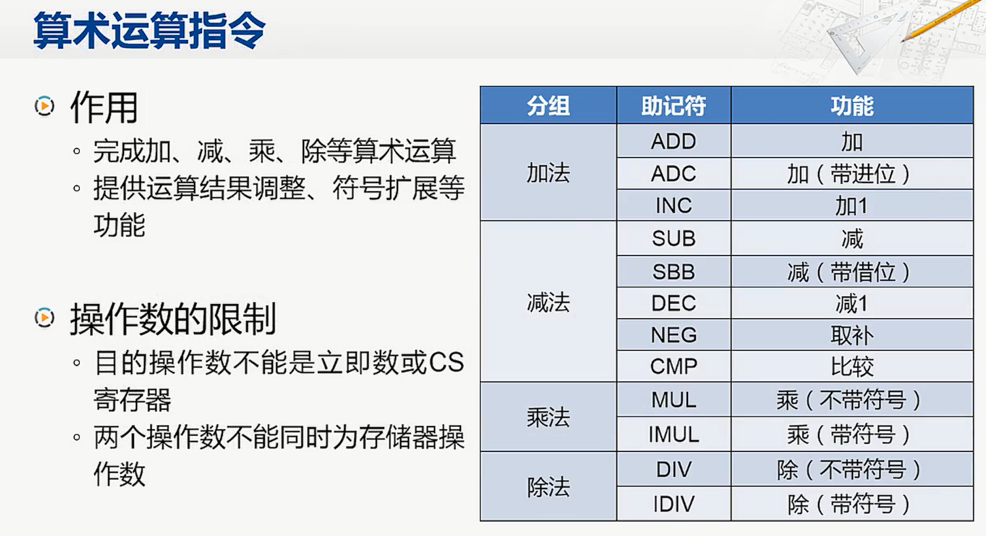 算术运算指令
作用
完成加、减、乘、除等算术运算
提供运算结果调整、符号扩展等
功能
操作数的限制
目的操作数不能是立即数或CS
寄存器
两个操作数不能同时为存储器操
作数
分组 助记符 功能
加法 ADD 加
ADC 加（带进位）
INC 加1
减法 SUB 减
SBB 减（带借位）
DEC 减1
NEG 取补
CMP 比较
乘法 MUL 乘（不带符号）
IMUL 乘（带符号）
除法 DIV 除（不带符号）
IDIV 除（带符号）